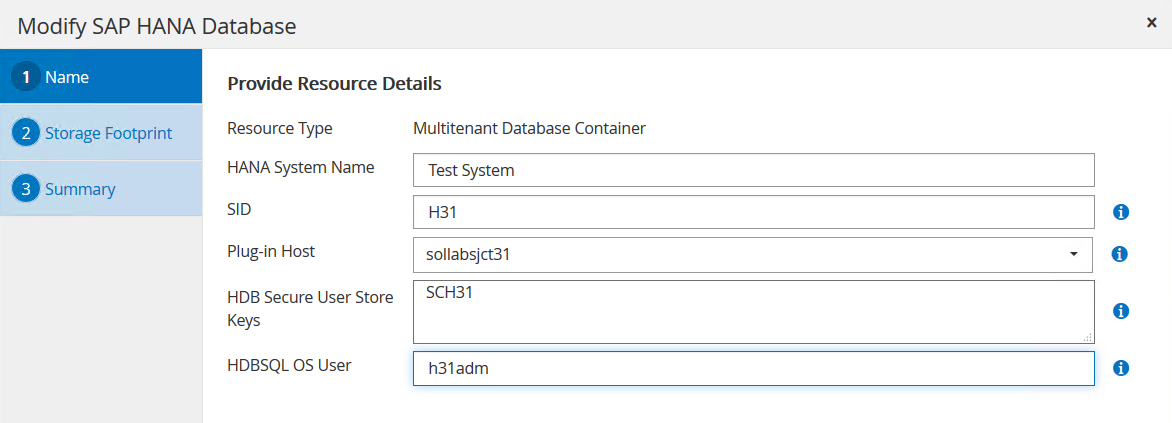 Modify SAP HANA Database
×
1 Name
2 Storage Footprint
3 Summary
Provide Resource Details
Resource Type Multitenant Database Container
HANA System Name Test System
SID H31
Plug-in Host sollabsjct31
HDB Secure User Store
Keys
SCH31
HDBSQL OS User h31adm